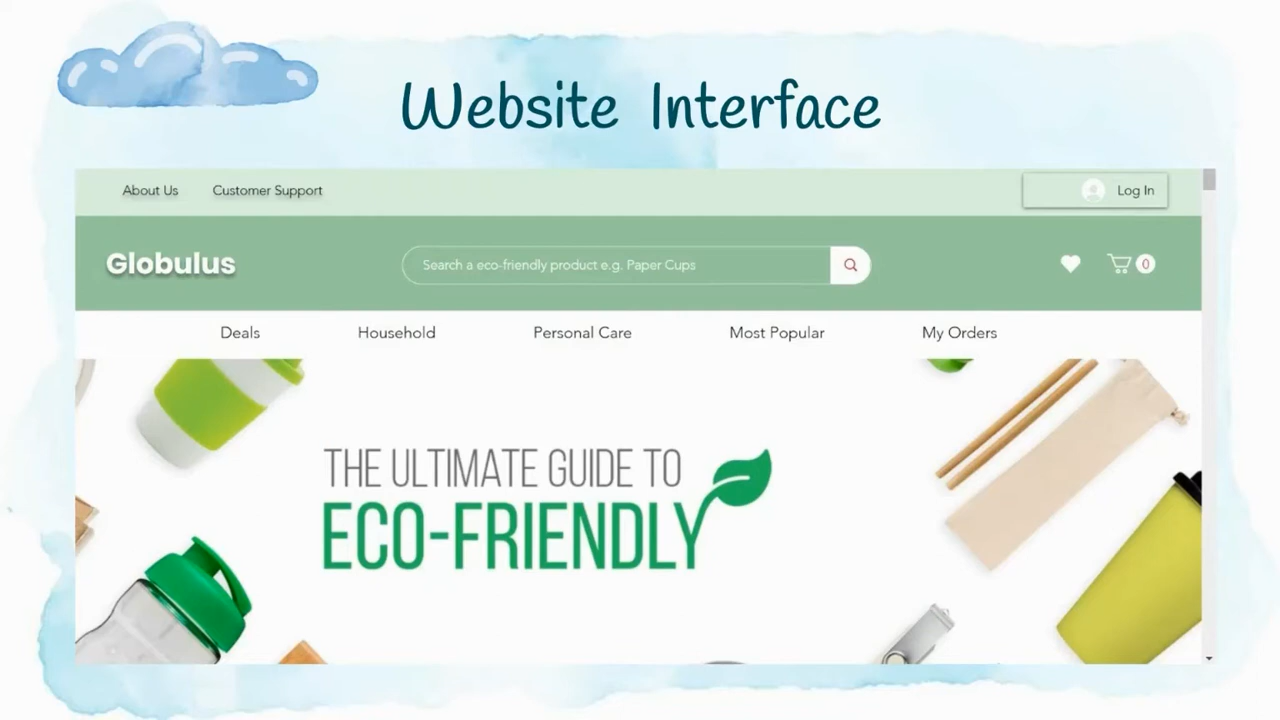 Website Interface
About Us Customer Support Log In
Globulus Search a eco-friendly product e.g. Paper Cups 0
Deals Household Personal Care Most Popular My Orders
THE ULTIMATE GUIDE TO
ECO-FRIENDLY